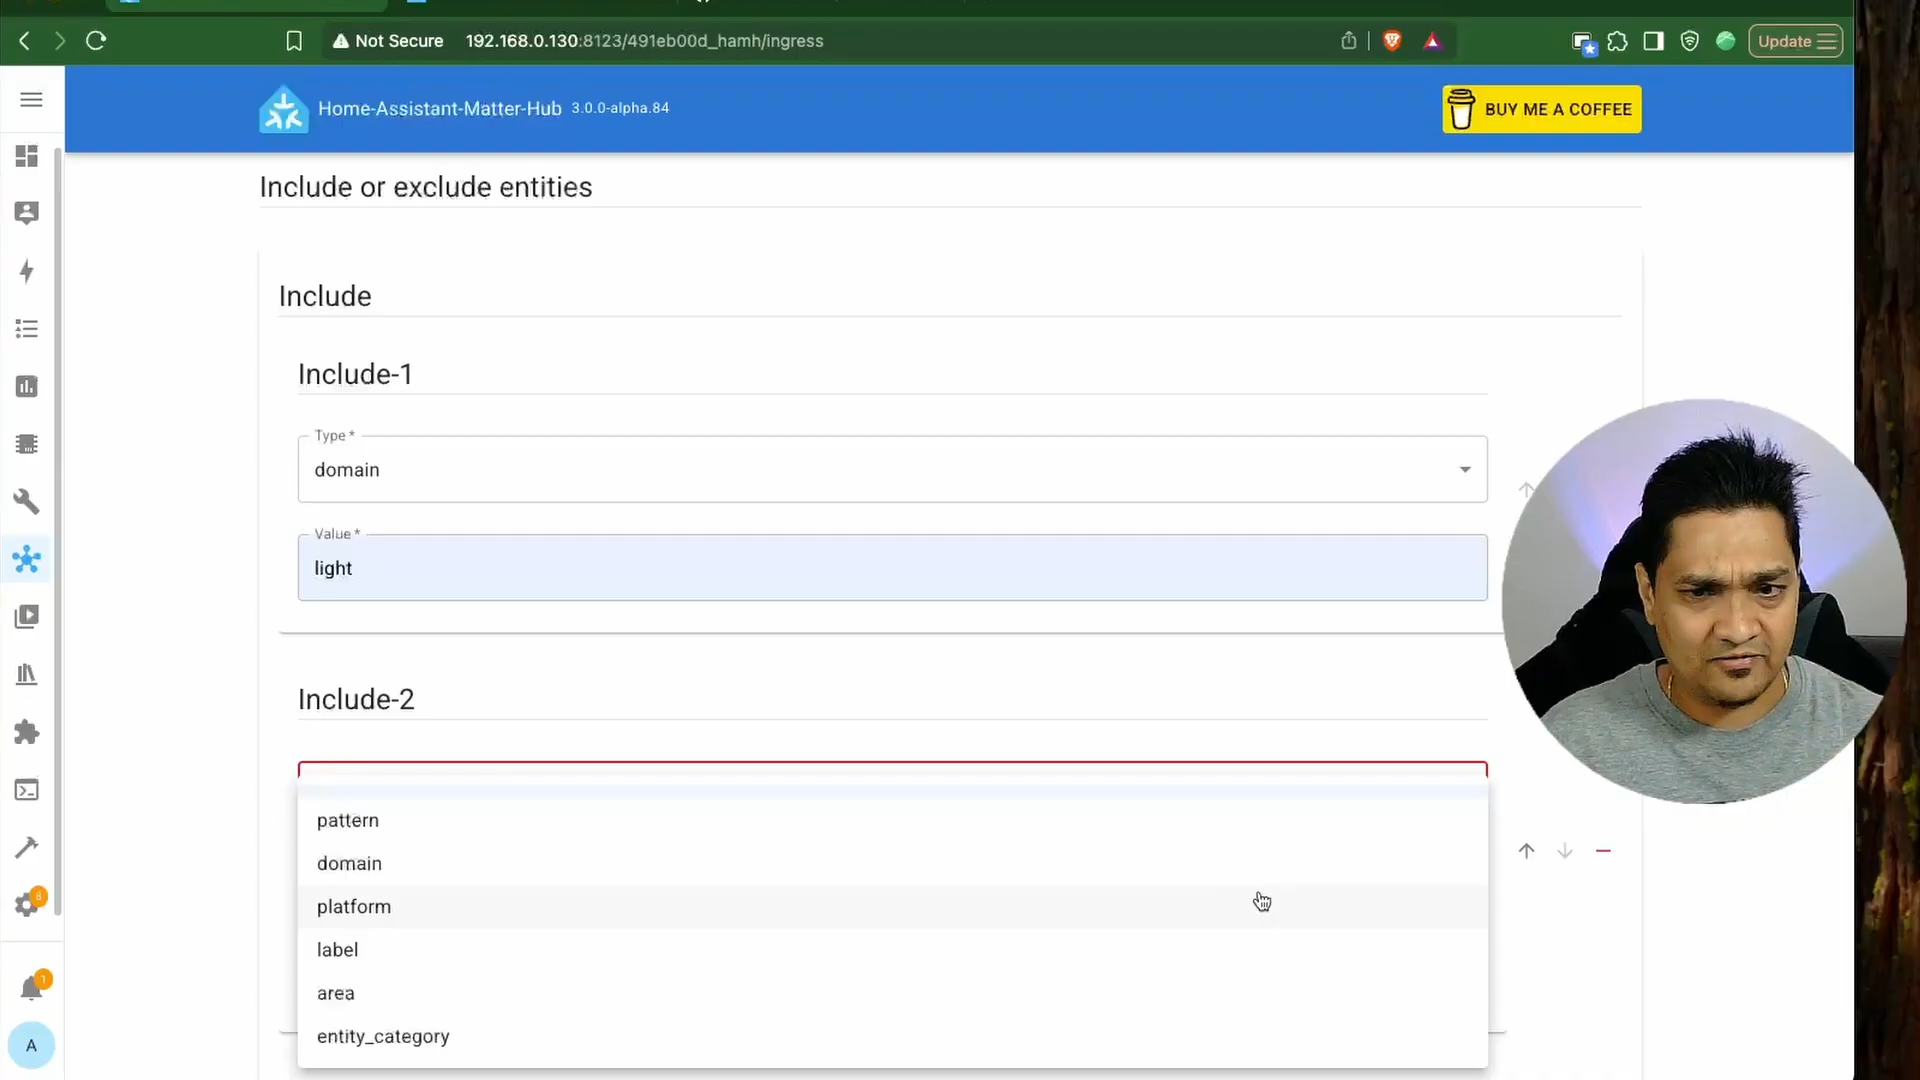 Not Secure 192.168.0.130:8123/491eb00d_hamh/ingress
Update
Home-Assistant-Matter-Hub 3.0.0-alpha.84
BUY ME A COFFEE
Include or exclude entities
Include
Include-1
Type *
domain
Value *
light
Include-2
pattern
domain
platform
label
area
entity_category
8
1
A